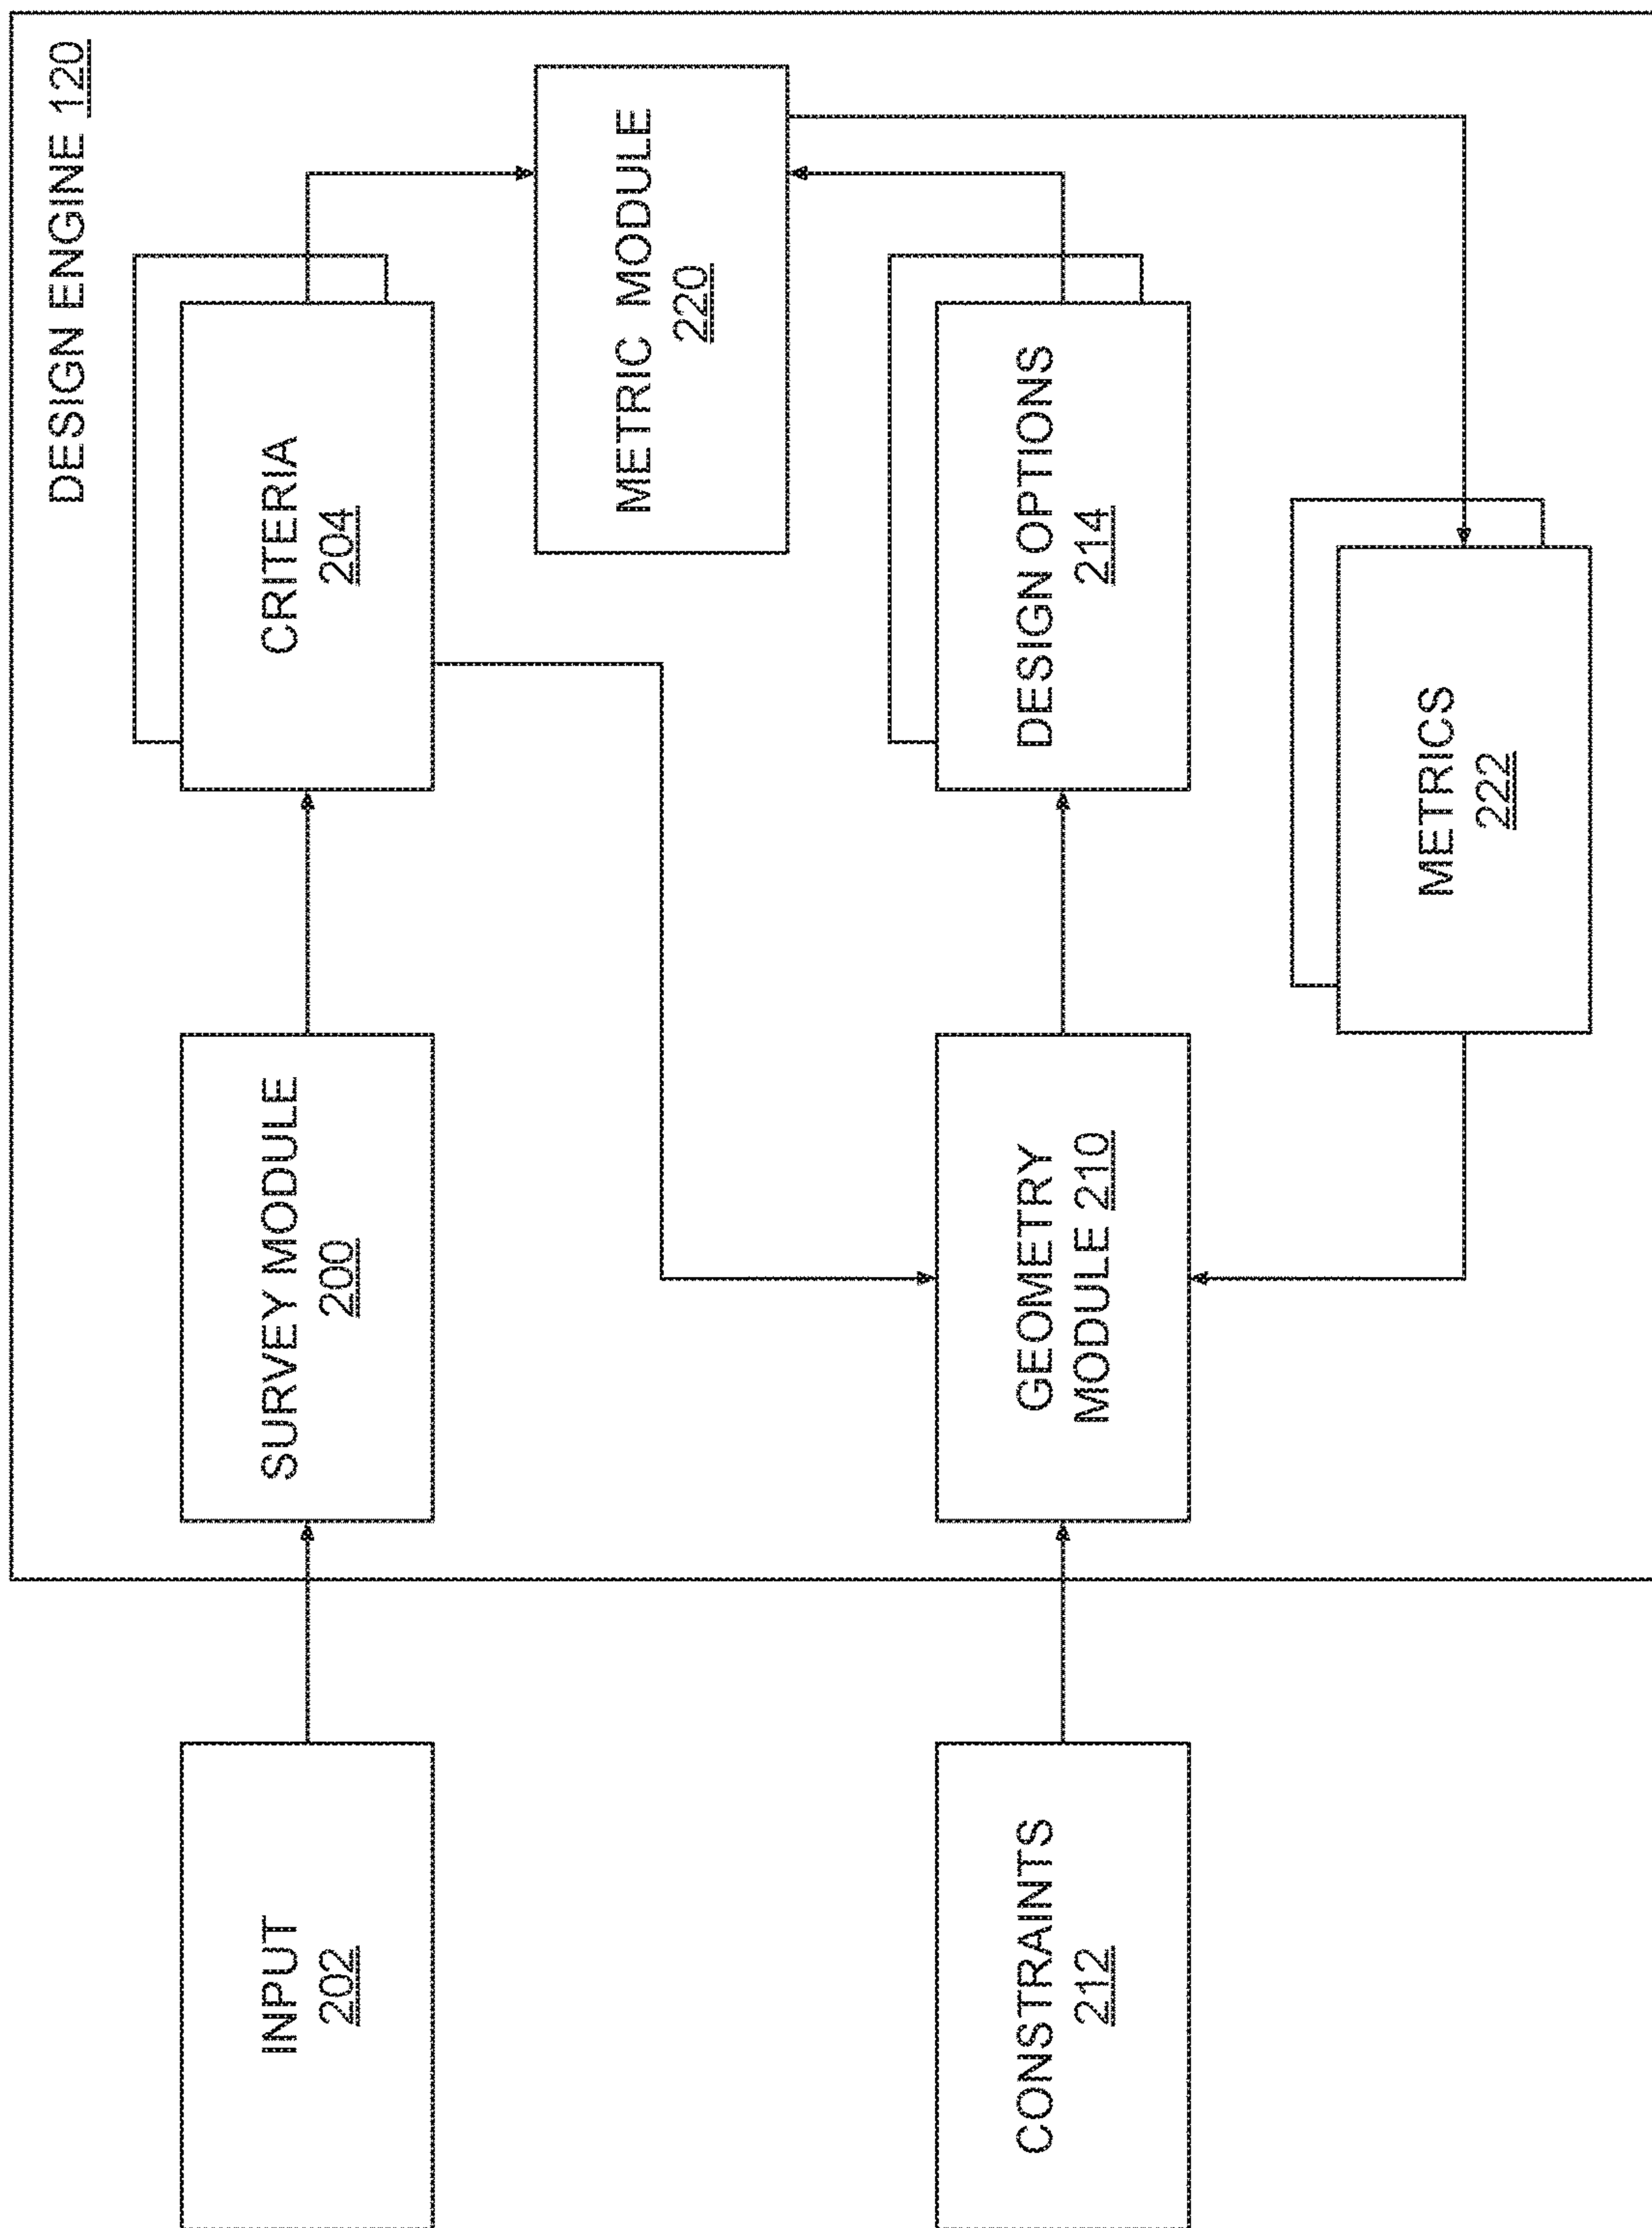 DESIGN ENGINE 120
INPUT
202
SURVEY MODULE
200
CRITERIA
204
METRIC MODULE
220
CONSTRAINTS
212
GEOMETRY
MODULE 210
DESIGN OPTIONS
214
METRICS
222